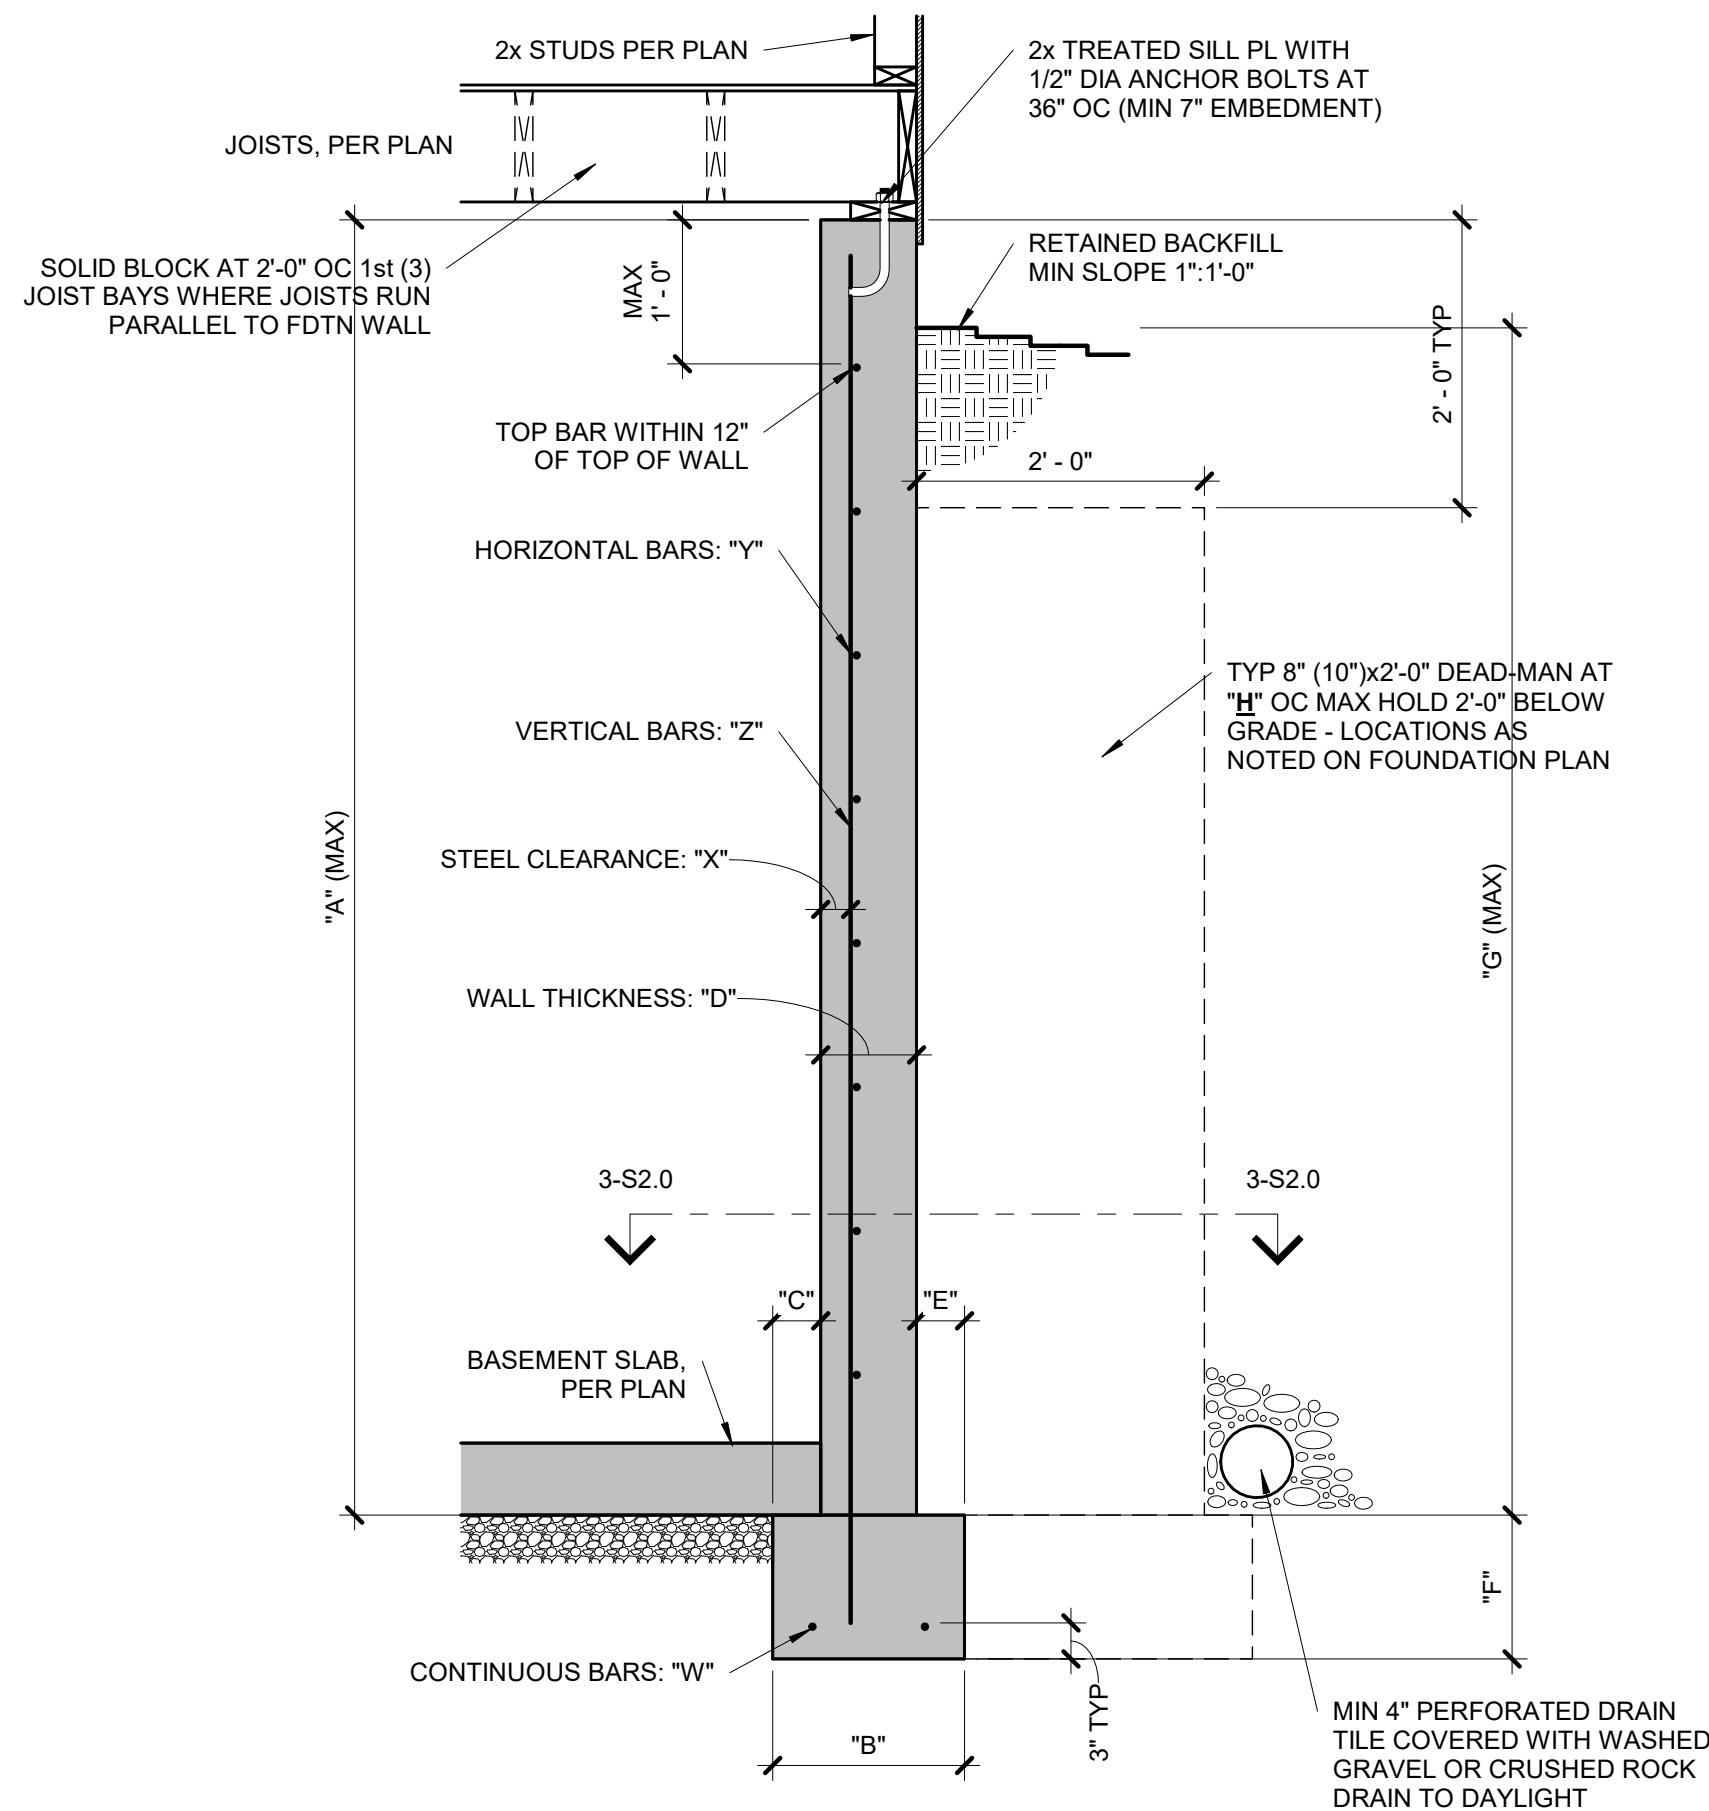 2x STUDS PER PLAN
2x TREATED SILL PL WITH
1/2" DIA ANCHOR BOLTS AT
36" OC (MIN 7" EMBEDMENT)
JOISTS, PER PLAN
SOLID BLOCK AT 2'-0" OC 1st (3)
JOIST BAYS WHERE JOISTS RUN
PARALLEL TO FDTN WALL
MAX
1' - 0"
RETAINED BACKFILL
MIN SLOPE 1":1'-0"
2' - 0" TYP
TOP BAR WITHIN 12"
OF TOP OF WALL
2' - 0"
HORIZONTAL BARS: "Y"
TYP 8" (10")x2'-0" DEAD-MAN AT
"H" OC MAX HOLD 2'-0" BELOW
GRADE - LOCATIONS AS
NOTED ON FOUNDATION PLAN
VERTICAL BARS: "Z"
"A" (MAX)
STEEL CLEARANCE: "X"
"G" (MAX)
WALL THICKNESS: "D"
3-S2.0
3-S2.0
"C"
"E"
BASEMENT SLAB,
PER PLAN
"F"
CONTINUOUS BARS: "W"
3" TYP
"B"
MIN 4" PERFORATED DRAIN
TILE COVERED WITH WASHED
GRAVEL OR CRUSHED ROCK
DRAIN TO DAYLIGHT